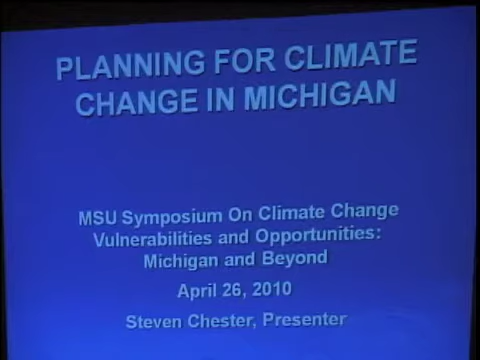 PLANNING FOR CLIMATE
CHANGE IN MICHIGAN
MSU Symposium On Climate Change
Vulnerabilities and Opportunities:
Michigan and Beyond
April 26, 2010
Steven Chester, Presenter